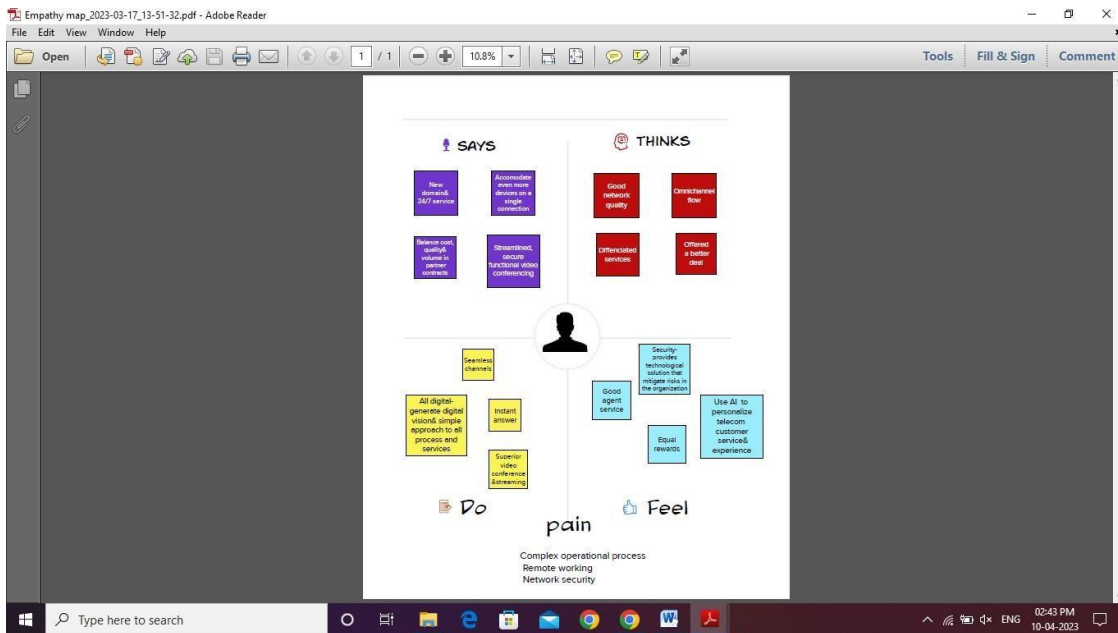 Empathy map_2023-03-17_13-51-32.pdf - Adobe Reader
File Edit View Window Help
Open 1 / 1 10.8% Tools Fill & Sign Comment
SAYS
THINKS
New
domain&
24/7 service
Accomodate
even more
devices on a
single
connection
Good
network
quality
Omnichannel
flow
Balance cost,
quality&
volume in
partner
contracts
Streamlined,
secure
functional video
conferencing
Diffenciated
services
Offered
a better
deal
Seamless
channels
All digital-
generate digital
vision& simple
approach to all
process and
services
Instant
answer
Superior
video
conference
&streaming
Security-
provides
technological
solution that
mitigate risks in
the organization
Good
agent
service
Use AI to
personalize
telecom
customer
service&
experience
Equal
rewards
Do
Feel
pain
Complex operational process
Remote working
Network security
Type here to search
ENG
02:43 PM
10-04-2023